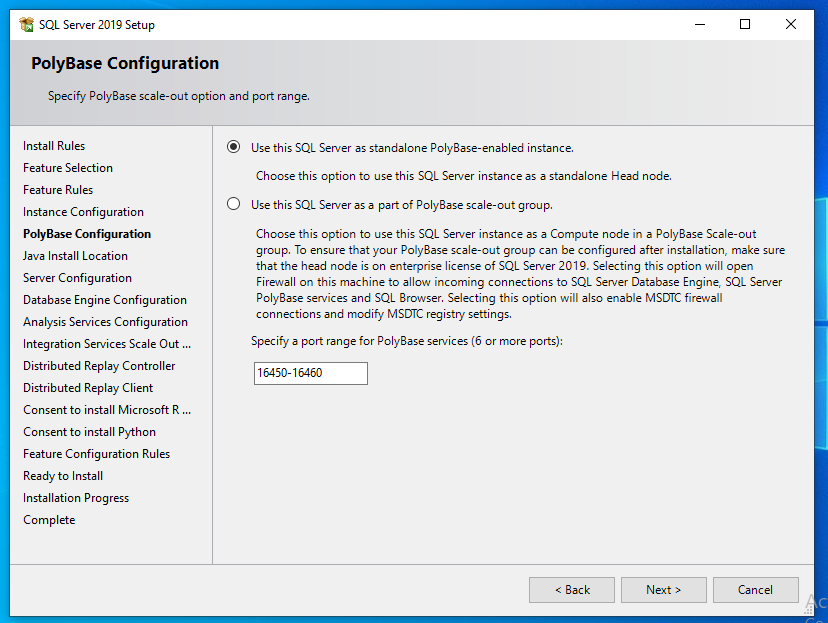 SQL Server 2019 Setup
PolyBase Configuration
Specify PolyBase scale-out option and port range.
Install Rules
Feature Selection
Feature Rules
Instance Configuration
PolyBase Configuration
Java Install Location
Server Configuration
Database Engine Configuration
Analysis Services Configuration
Integration Services Scale Out ...
Distributed Replay Controller
Distributed Replay Client
Consent to install Microsoft R ...
Consent to install Python
Feature Configuration Rules
Ready to Install
Installation Progress
Complete
Use this SQL Server as standalone PolyBase-enabled instance.
Choose this option to use this SQL Server instance as a standalone Head node.
Use this SQL Server as a part of PolyBase scale-out group.
Choose this option to use this SQL Server instance as a Compute node in a PolyBase Scale-out
group. To ensure that your PolyBase scale-out group can be configured after installation, make sure
that the head node is on enterprise license of SQL Server 2019. Selecting this option will open
Firewall on this machine to allow incoming connections to SQL Server Database Engine, SQL Server
PolyBase services and SQL Browser. Selecting this option will also enable MSDTC firewall
connections and modify MSDTC registry settings.
Specify a port range for PolyBase services (6 or more ports):
16450-16460
< Back
Next >
Cancel